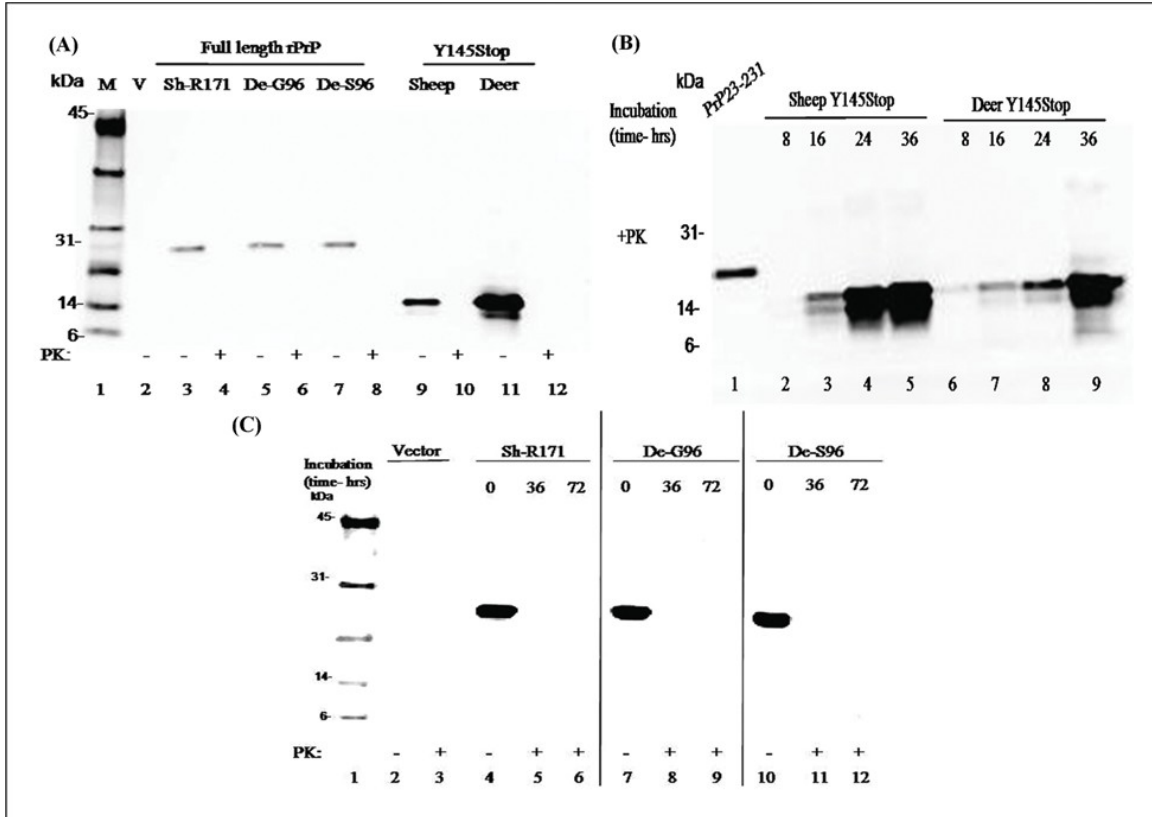 (A)
Full length rPrP Y145Stop
kDa M V Sh-R171 De-G96 De-S96 Sheep Deer
45-
31-
14-
6-
PK: - - + - + - + - + - +
1 2 3 4 5 6 7 8 9 10 11 12
(B)
kDa PrP23-231
Incubation Sheep Y145Stop Deer Y145Stop
(time- hrs) 8 16 24 36 8 16 24 36
31-
+PK
14-
6-
1 2 3 4 5 6 7 8 9
(C)
Vector Sh-R171 De-G96 De-S96
Incubation
(time- hrs) 0 36 72 0 36 72 0 36 72
kDa
45-
31-
14-
6-
PK: - + - + + - + + - + +
1 2 3 4 5 6 7 8 9 10 11 12